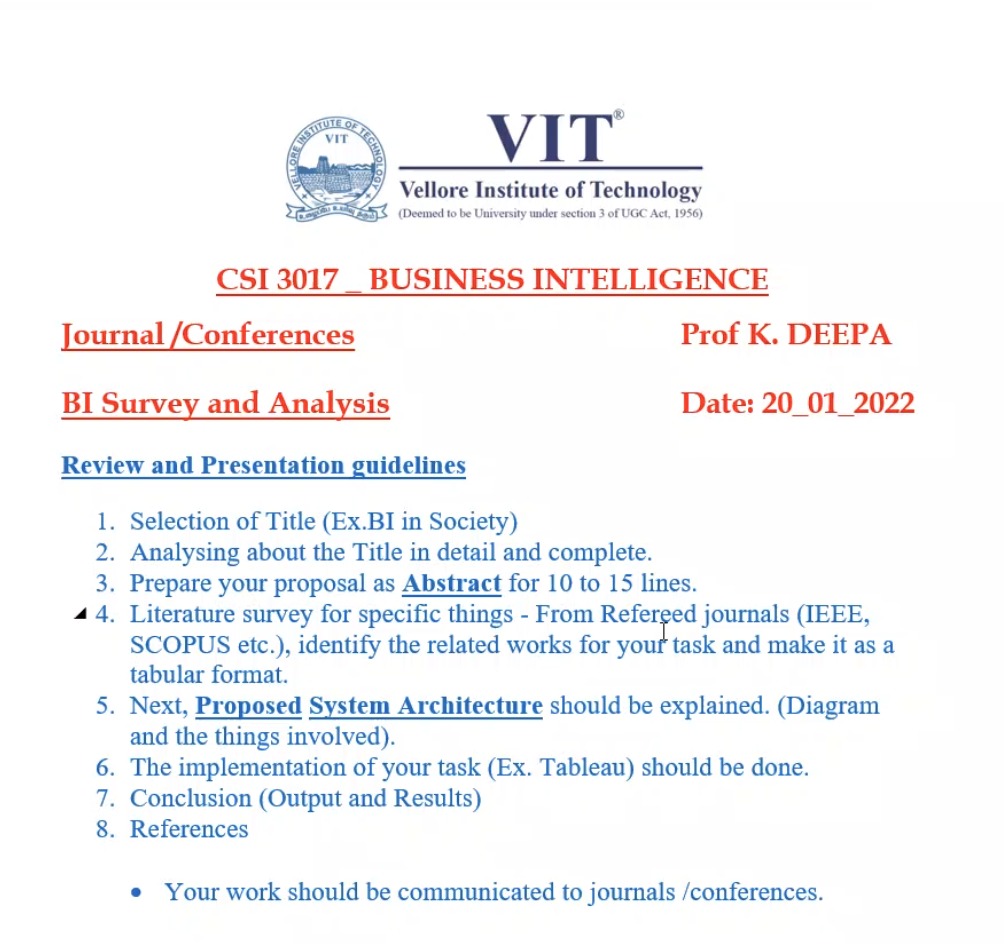 VELLORE INSTITUTE OF TECHNOLOGY
VIT
VIT®
Vellore Institute of Technology
(Deemed to be University under section 3 of UGC Act, 1956)
CSI 3017 _ BUSINESS INTELLIGENCE
Journal /Conferences Prof K. DEEPA
BI Survey and Analysis Date: 20_01_2022
Review and Presentation guidelines
1. Selection of Title (Ex.BI in Society)
2. Analysing about the Title in detail and complete.
3. Prepare your proposal as Abstract for 10 to 15 lines.
4. Literature survey for specific things - From Refereed journals (IEEE,
SCOPUS etc.), identify the related works for your task and make it as a
tabular format.
5. Next, Proposed System Architecture should be explained. (Diagram
and the things involved).
6. The implementation of your task (Ex. Tableau) should be done.
7. Conclusion (Output and Results)
8. References
• Your work should be communicated to journals /conferences.